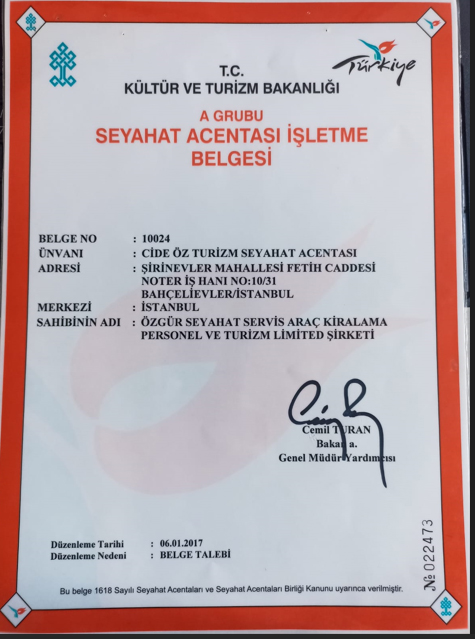 Türkiye
T.C.
KÜLTÜR VE TURİZM BAKANLIĞI
A GRUBU
SEYAHAT ACENTASI İŞLETME
BELGESİ
BELGE NO : 10024
ÜNVANI : CİDE ÖZ TURİZM SEYAHAT ACENTASI
ADRESİ : ŞİRİNEVLER MAHALLESİ FETİH CADDESİ
NOTER İŞ HANI NO:10/31
BAHÇELİEVLER/İSTANBUL
MERKEZİ : İSTANBUL
SAHİBİNİN ADI : ÖZGÜR SEYAHAT SERVİS ARAÇ KİRALAMA
PERSONEL VE TURİZM LİMİTED ŞİRKETİ
Cemil TURAN
Bakan a.
Genel Müdür Yardımcısı
Düzenleme Tarihi : 06.01.2017
Düzenleme Nedeni : BELGE TALEBİ
№ 022473
Bu belge 1618 Sayılı Seyahat Acentaları ve Seyahat Acentaları Birliği Kanunu uyarınca verilmiştir.